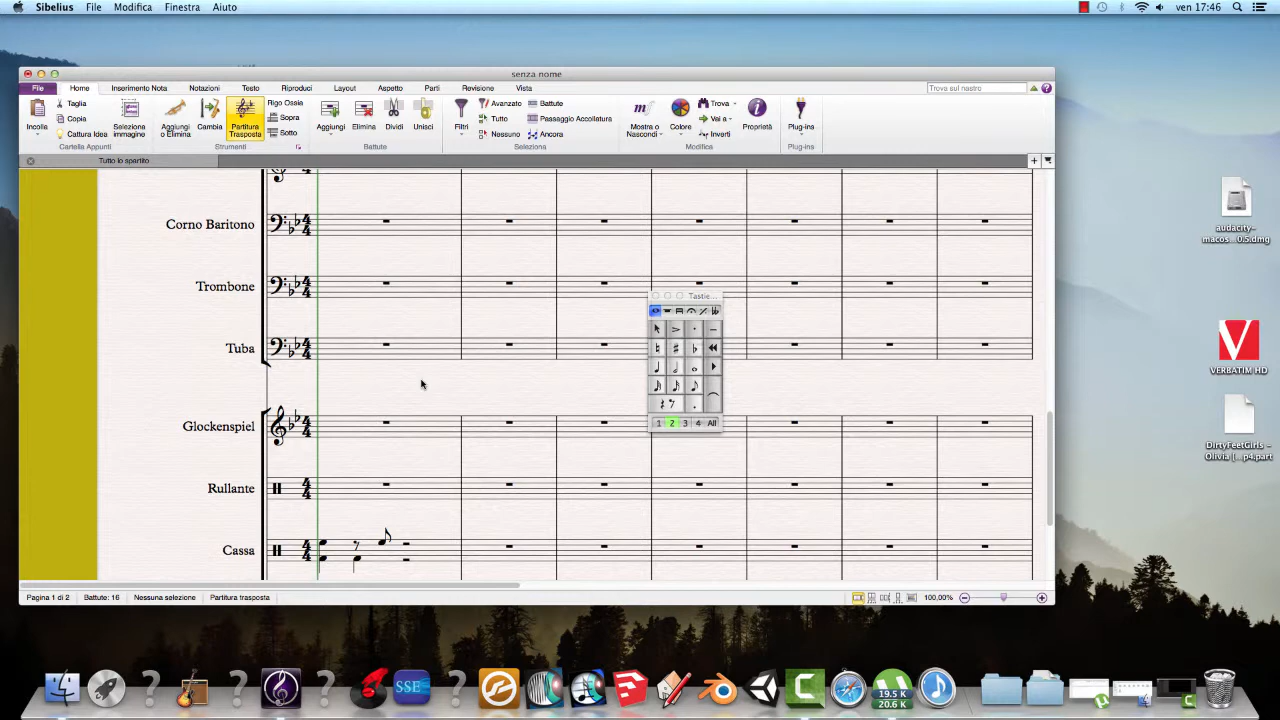 Sibelius File Modifica Finestra Aiuto ven 17:46
senza nome
File Home Inserimento Nota Notazioni Testo Riproduci Layout Aspetto Parti Revisione Vista Trova sul nastro
Incolla Taglia Copia Cattura Idea Seleziona immagine
Cartella Appunti
Aggiungi o Elimina Cambia Partitura Trasposta Rigo Ossie Sopra Sotto
Strumenti
Aggiungi Elimina Dividi Unisci
Battute
Filtri Avanzato Tutto Nessuno Battute Passaggio Accollatura Ancora
Selezione
Mostra o Nascondi Colore Trova Vai a Inverti Proprietà
Modifica
Plug-ins
Plug-ins
Tutto lo spartito
Corno Baritono
Trombone
Tuba
Glockenspiel
Rullante
Cassa
Tastie...
1 2 3 4 All
Pagina 1 di 2 Battute: 16 Nessuna selezione Partitura trasposta 100,00%
audacity-
macos...0.5.dmg
VERBATIM HD
DirtyFeetGirls -
Olivia [...p4.part
SSE
19.5 K
20.6 K